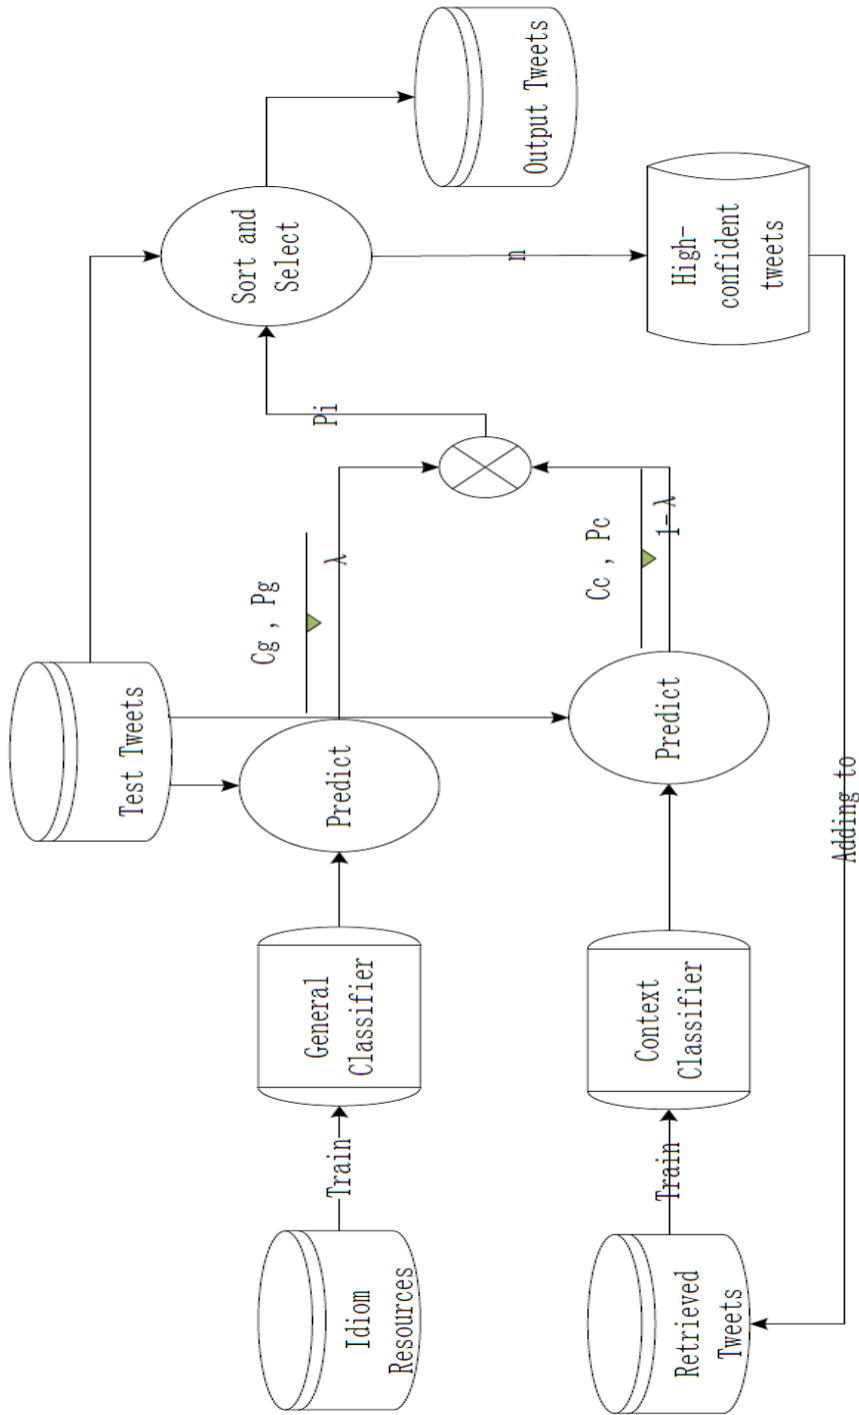 Idiom
Resources
Train
General
Classifier
Predict
Test Tweets
Cg , Pg
λ
Pi
Sort and
Select
Output Tweets
Retrieved
Tweets
Train
Context
Classifier
Predict
Cc , Pc
1-λ
n
High-
confident
tweets
Adding to